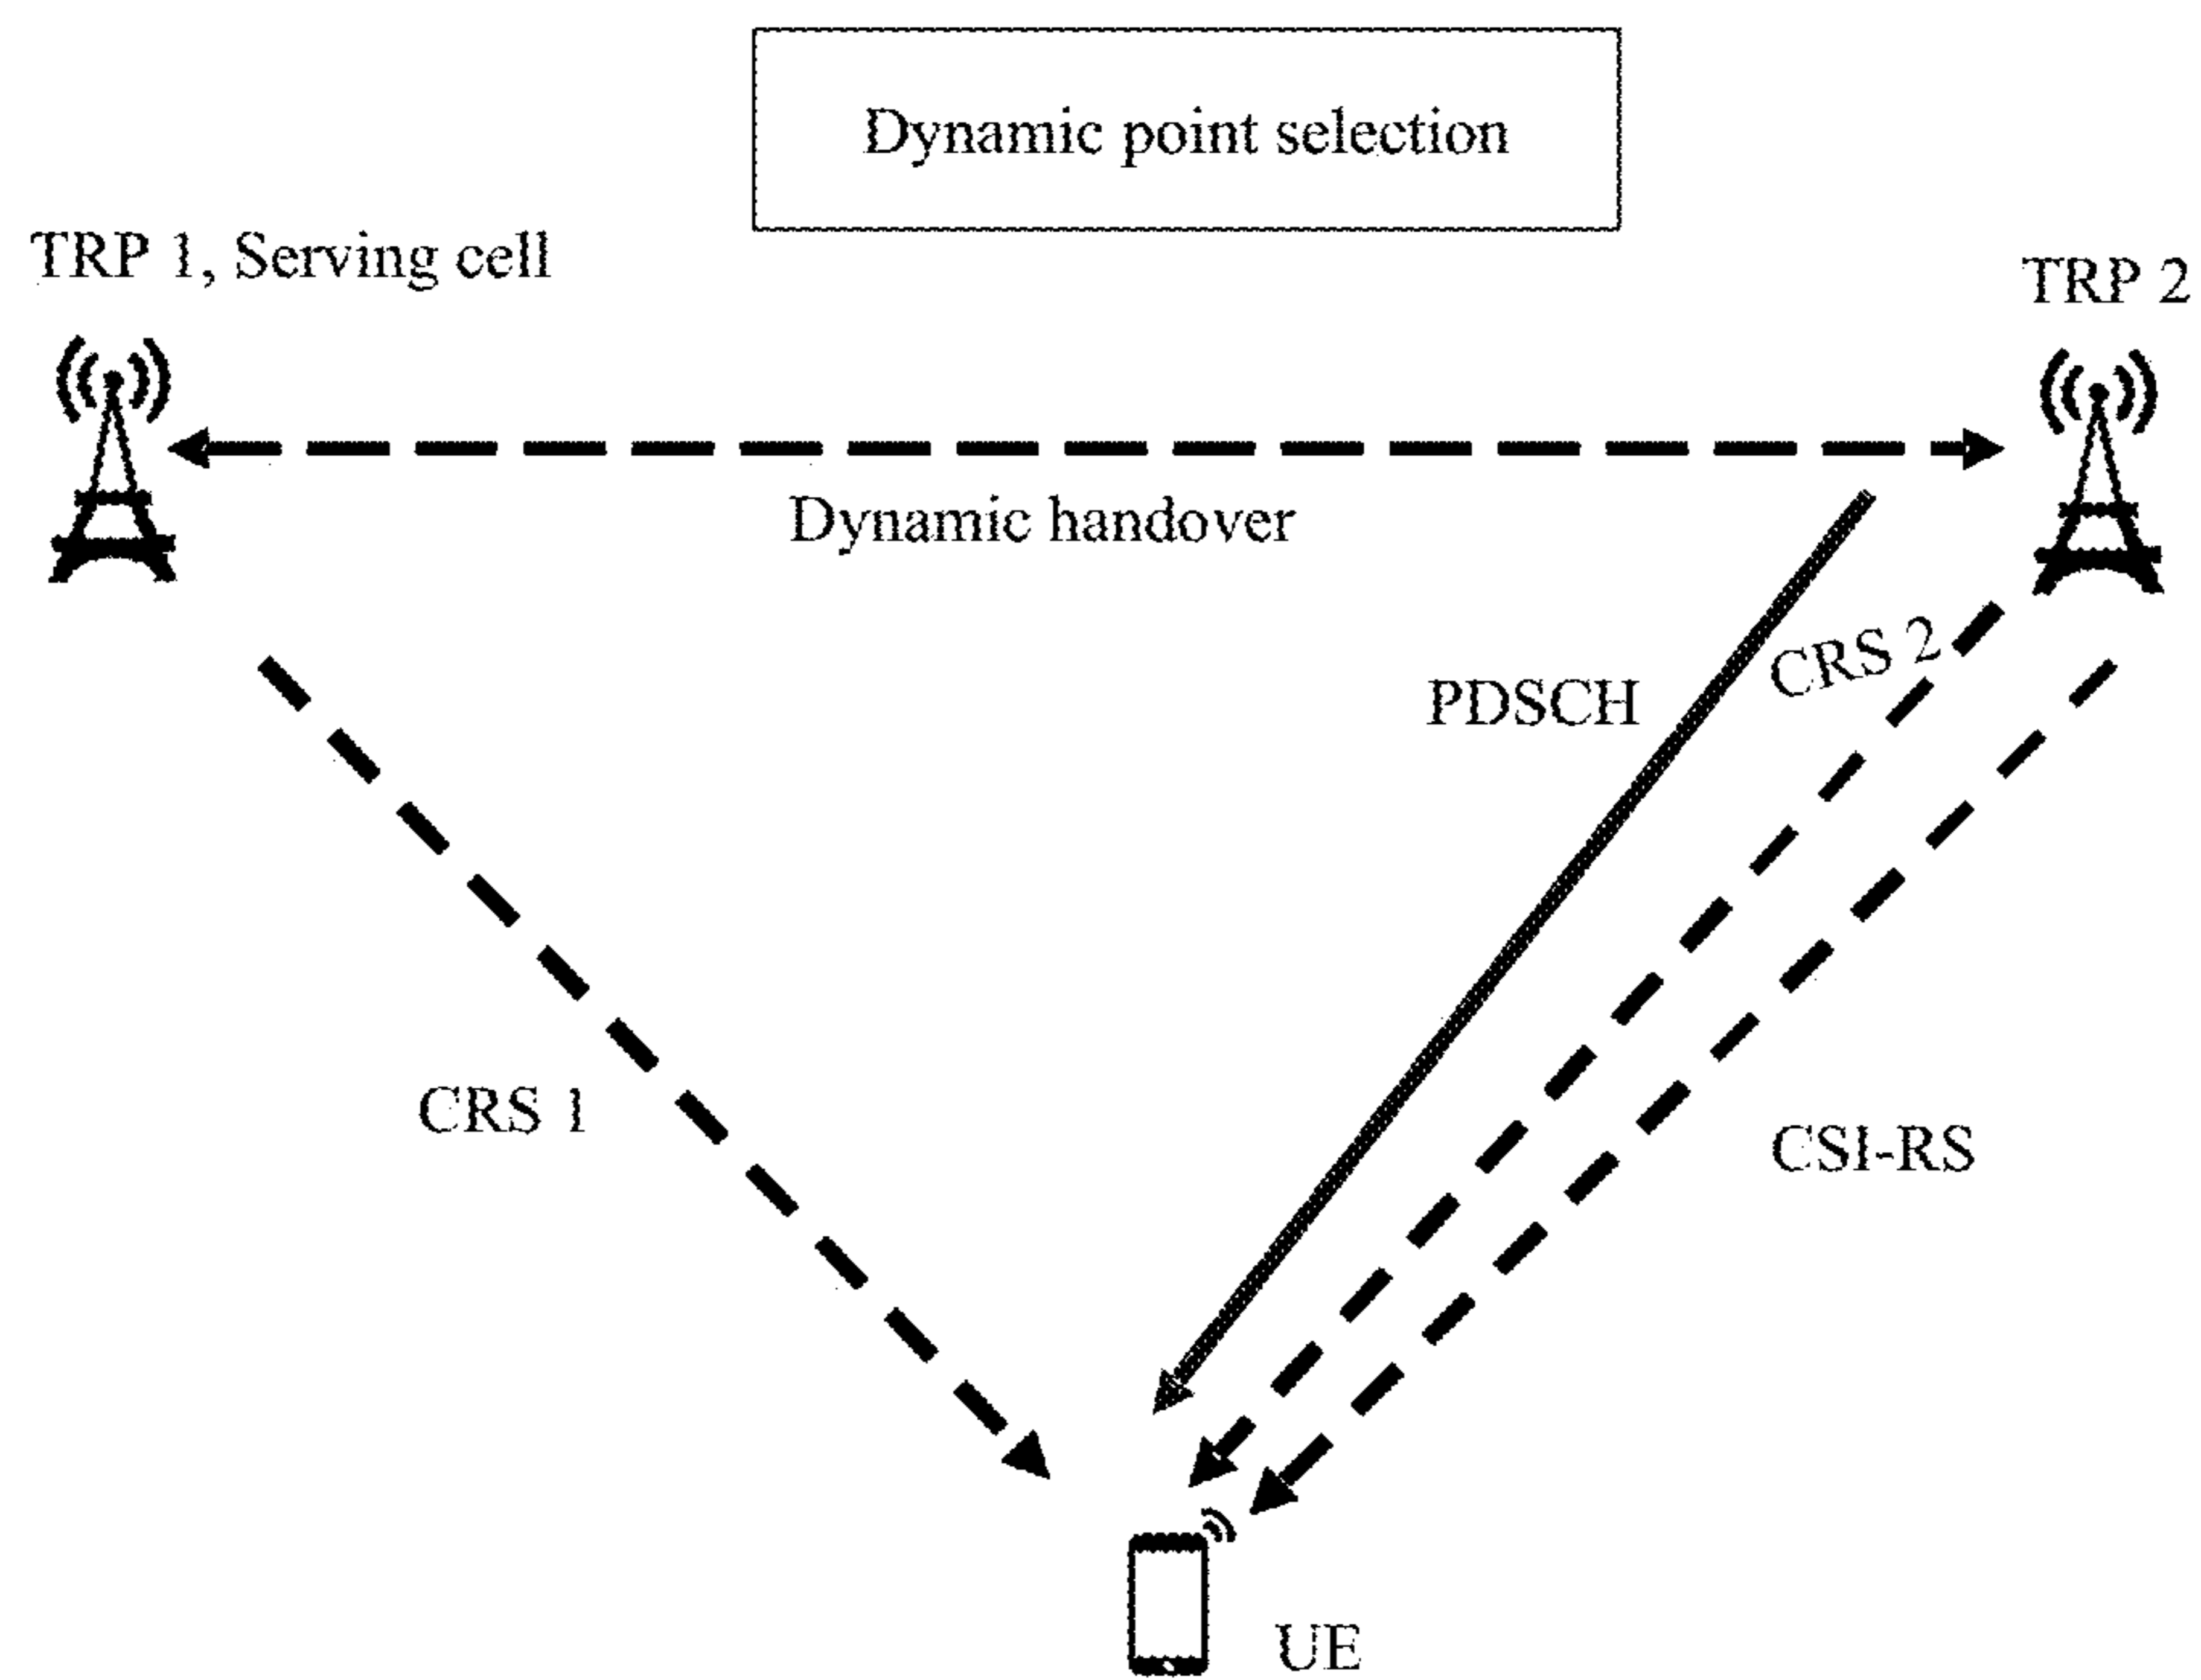 Dynamic point selection
TRP 1, Serving cell
TRP 2
Dynamic handover
CRS 2
PDSCH
CRS 1
CSI-RS
UE